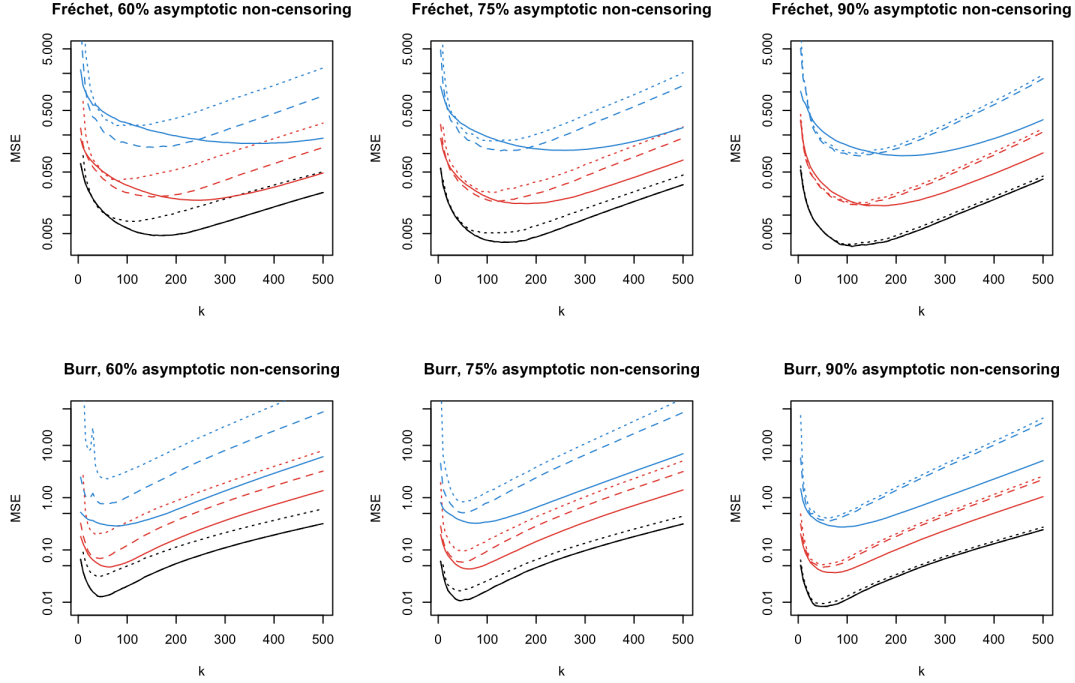 Fréchet, 60% asymptotic non-censoring
MSE
5.000
0.500
0.050
0.005
0 100 200 300 400 500
k
Fréchet, 75% asymptotic non-censoring
MSE
5.000
0.500
0.050
0.005
0 100 200 300 400 500
k
Fréchet, 90% asymptotic non-censoring
MSE
5.000
0.500
0.050
0.005
0 100 200 300 400 500
k
Burr, 60% asymptotic non-censoring
MSE
10.00
1.00
0.10
0.01
0 100 200 300 400 500
k
Burr, 75% asymptotic non-censoring
MSE
10.00
1.00
0.10
0.01
0 100 200 300 400 500
k
Burr, 90% asymptotic non-censoring
MSE
10.00
1.00
0.10
0.01
0 100 200 300 400 500
k